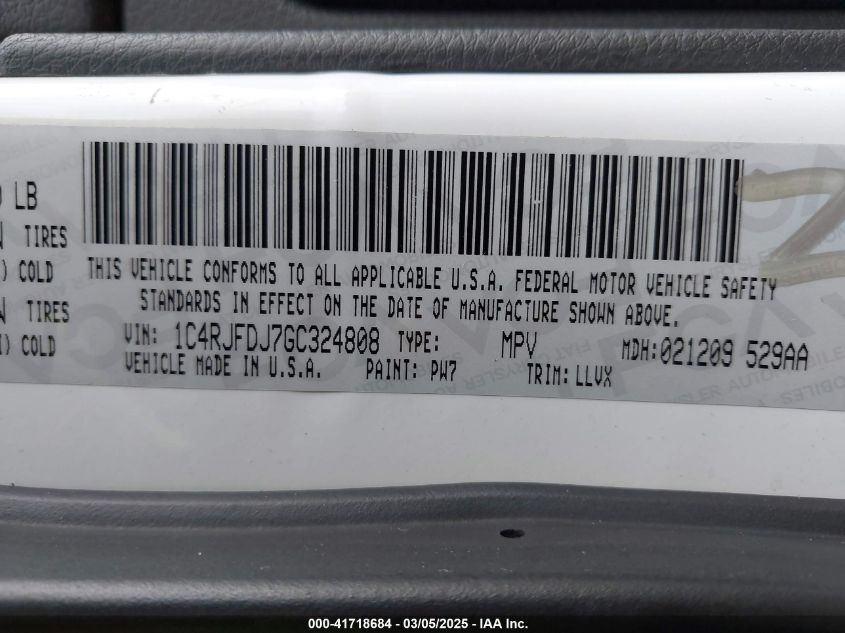 LB
TIRES
) COLD
TIRES
I) COLD
THIS VEHICLE CONFORMS TO ALL APPLICABLE U.S.A. FEDERAL MOTOR VEHICLE SAFETY
STANDARDS IN EFFECT ON THE DATE OF MANUFACTURE SHOWN ABOVE.
VIN: 1C4RJFDJ7GC324808 TYPE: MPV MDH:021209 529AA
VEHICLE MADE IN U.S.A. PAINT: PW7 TRIM: LLVX
000-41718684 / 03/05/2025 - IAA Inc.